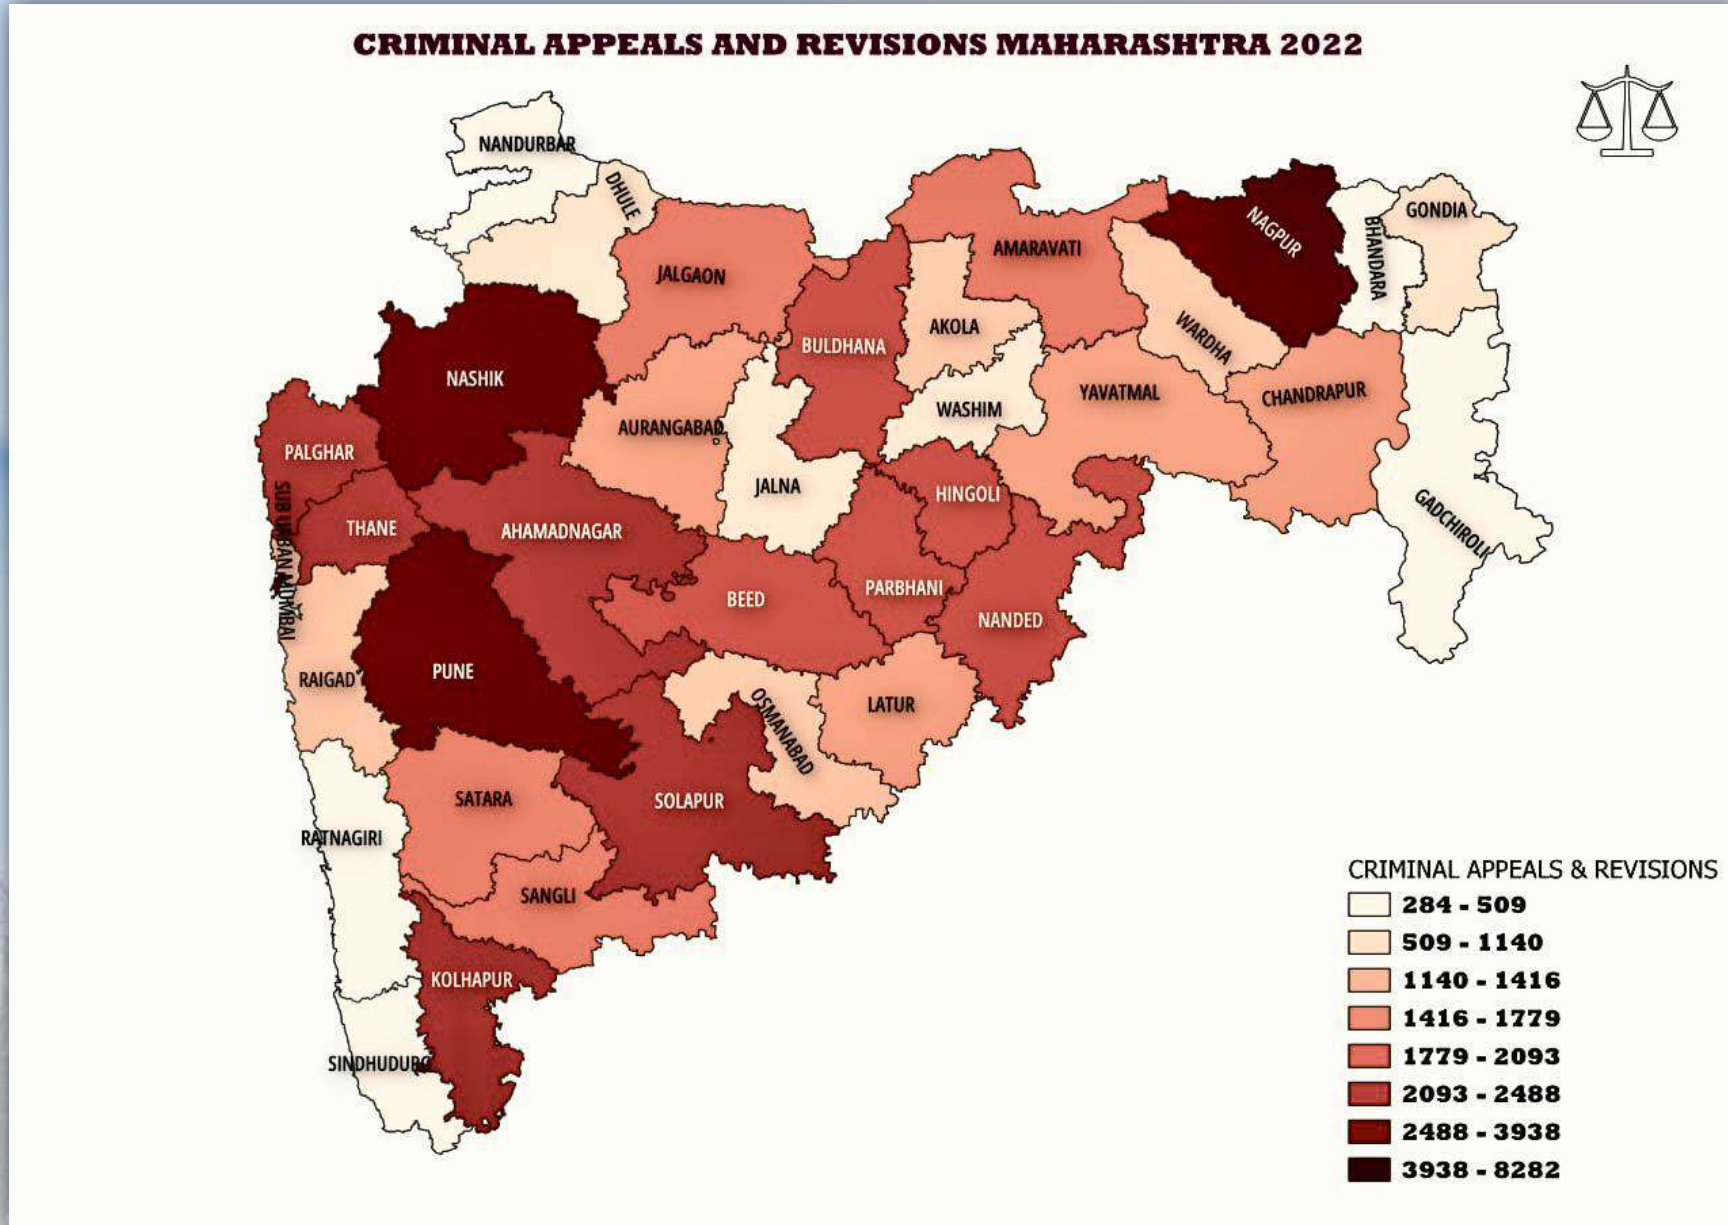 CRIMINAL APPEALS AND REVISIONS MAHARASHTRA 2022
NANDURBAR
DHULE
JALGAON
AMARAVATI
NAGPUR
BHANDARA
GONDIA
NASHIK
BULDHANA
AKOLA
WARDHA
AURANGABAD
WASHIM
YAVATMAL
CHANDRAPUR
PALGHAR
JALNA
HINGOLI
GADCHIROLI
SUB URBAN MUMBAI
THANE
AHAMADNAGAR
BEED
PARBHANI
NANDED
RAIGAD
PUNE
OSMANABAD
LATUR
SATARA
SOLAPUR
RATNAGIRI
SANGLI
KOLHAPUR
SINDHUDURG
CRIMINAL APPEALS & REVISIONS
284 - 509
509 - 1140
1140 - 1416
1416 - 1779
1779 - 2093
2093 - 2488
2488 - 3938
3938 - 8282